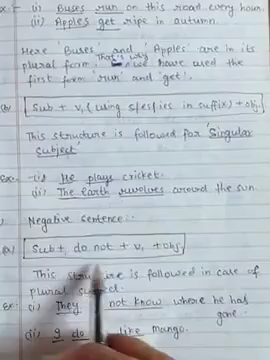 Ex:- (i) Buses run on this road every hour.
(ii) Apples get ripe in autumn.
Here 'Buses' and 'Apples' are in its
plural form. That's why we have used the
first form 'run' and 'get'.
(b) Sub + V₁ (using s/es/ies in suffix) + obj.
This structure is followed for 'Singular
Subject'
Ex:- (i) He plays cricket.
(ii) The earth revolves around the sun.
Negative sentence:-
(a) Sub + do not + V₁ + obj.
This is followed in case of
plural
Ex: (i) They not know where he has
gone.
(ii) I do like mango.